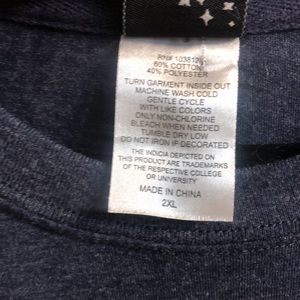 RN# 103812
60% COTTON
40% POLYESTER
TURN GARMENT INSIDE OUT
MACHINE WASH COLD
GENTLE CYCLE
WITH LIKE COLORS
ONLY NON-CHLORINE
BLEACH WHEN NEEDED
TUMBLE DRY LOW
DO NOT IRON IF DECORATED
THE INDICIA DEPICTED ON
THIS PRODUCT ARE TRADEMARKS
OF THE RESPECTIVE COLLEGE
OR UNIVERSITY
MADE IN CHINA
2XL